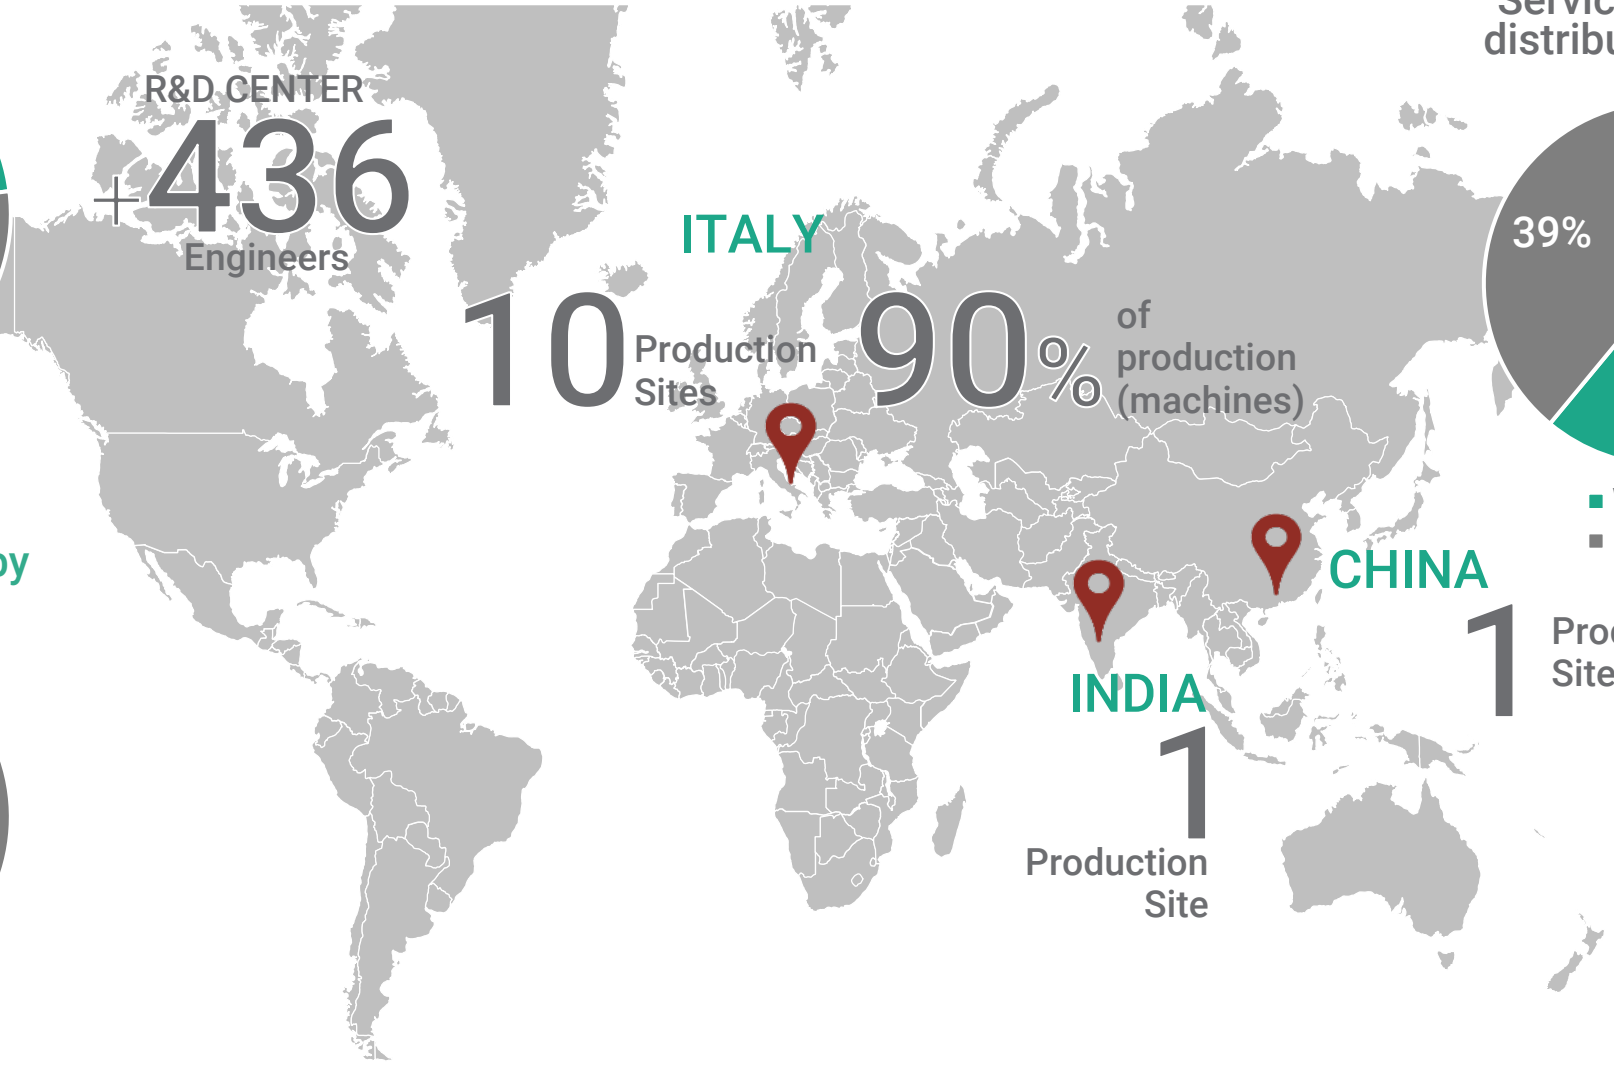 R&D CENTER
+436
Engineers
ITALY
10
Production
Sites
90%
of
production
(machines)
distribu
39%
by
CHINA
1
INDIA
1
Production
Site